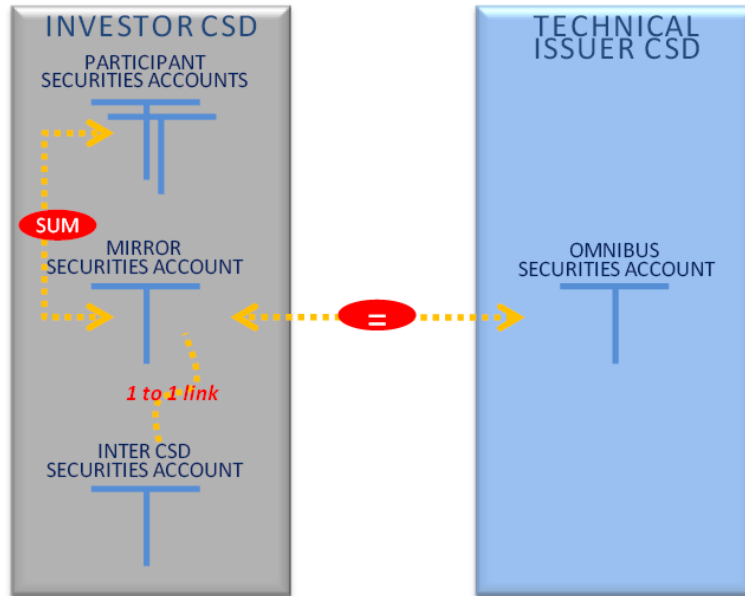 INVESTOR CSD
PARTICIPANT
SECURITIES ACCOUNTS
SUM
MIRROR
SECURITIES ACCOUNT
1 to 1 link
INTER CSD
SECURITIES ACCOUNT
=
TECHNICAL
ISSUER CSD
OMNIBUS
SECURITIES ACCOUNT